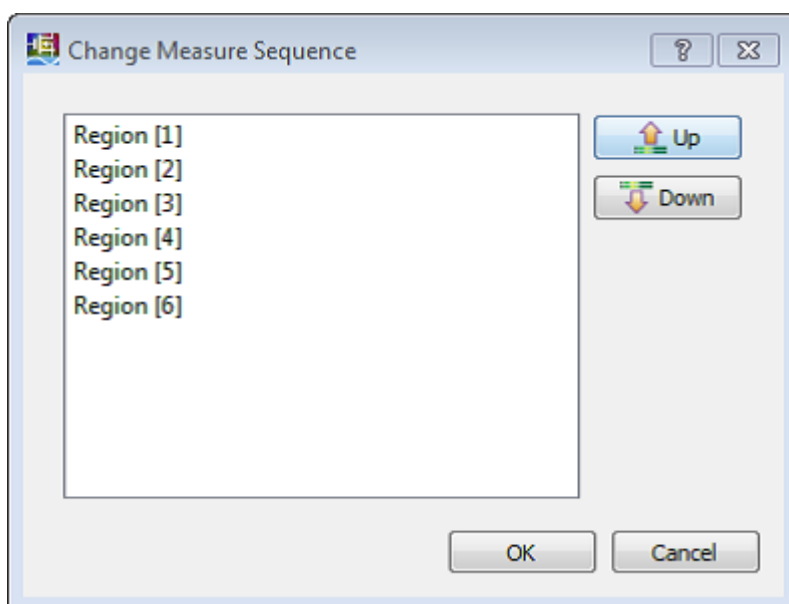 Change Measure Sequence
Region [1]
Region [2]
Region [3]
Region [4]
Region [5]
Region [6]
Up
Down
OK
Cancel